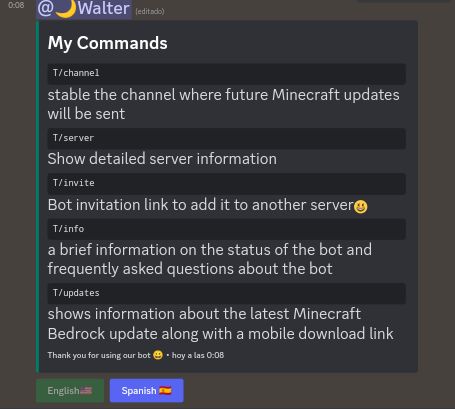 0:08 @🌙Walter (editado)
My Commands
T/channel
stable the channel where future Minecraft updates
will be sent
T/server
Show detailed server information
T/invite
Bot invitation link to add it to another server😀
T/info
a brief information on the status of the bot and
frequently asked questions about the bot
T/updates
shows information about the latest Minecraft
Bedrock update along with a mobile download link
Thank you for using our bot 😀 • hoy a las 0:08
English🇺🇸 Spanish 🇪🇸